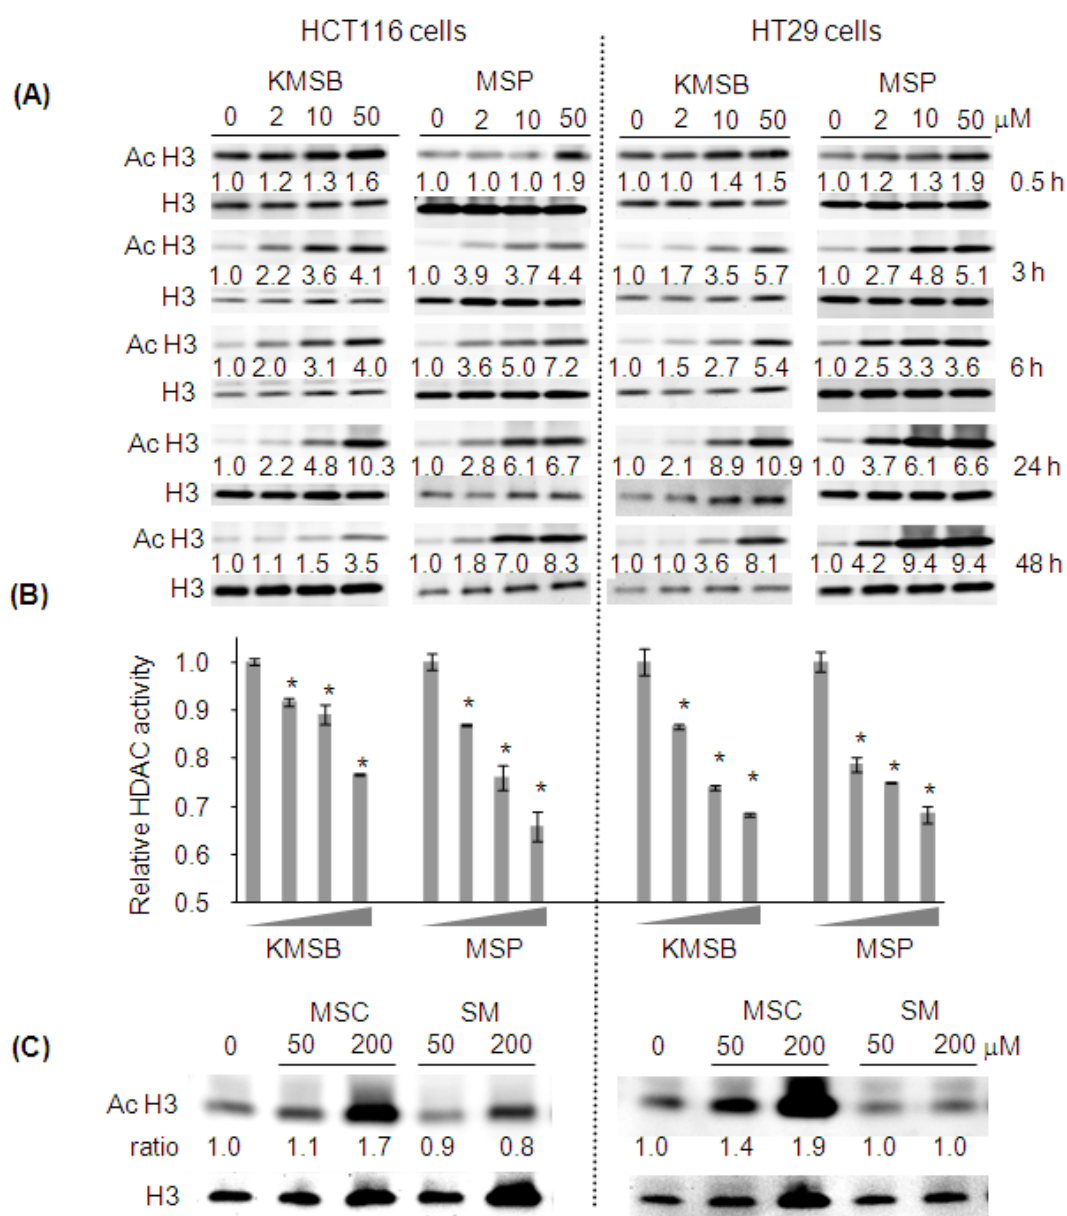 HCT116 cells HT29 cells
(A)
KMSB MSP KMSB MSP
0 2 10 50 0 2 10 50 0 2 10 50 0 2 10 50 μM
Ac H3
1.0 1.2 1.3 1.6 1.0 1.0 1.0 1.9 1.0 1.0 1.4 1.5 1.0 1.2 1.3 1.9 0.5 h
H3
Ac H3
1.0 2.2 3.6 4.1 1.0 3.9 3.7 4.4 1.0 1.7 3.5 5.7 1.0 2.7 4.8 5.1 3 h
H3
Ac H3
1.0 2.0 3.1 4.0 1.0 3.6 5.0 7.2 1.0 1.5 2.7 5.4 1.0 2.5 3.3 3.6 6 h
H3
Ac H3
1.0 2.2 4.8 10.3 1.0 2.8 6.1 6.7 1.0 2.1 8.9 10.9 1.0 3.7 6.1 6.6 24 h
H3
Ac H3
1.0 1.1 1.5 3.5 1.0 1.8 7.0 8.3 1.0 1.0 3.6 8.1 1.0 4.2 9.4 9.4 48 h
H3
(B)
Relative HDAC activity
1.0
0.9
0.8
0.7
0.6
0.5
* * * * * * * * * * * *
KMSB MSP KMSB MSP
(C)
MSC SM MSC SM
0 50 200 50 200 0 50 200 50 200 μM
Ac H3
ratio 1.0 1.1 1.7 0.9 0.8 1.0 1.4 1.9 1.0 1.0
H3